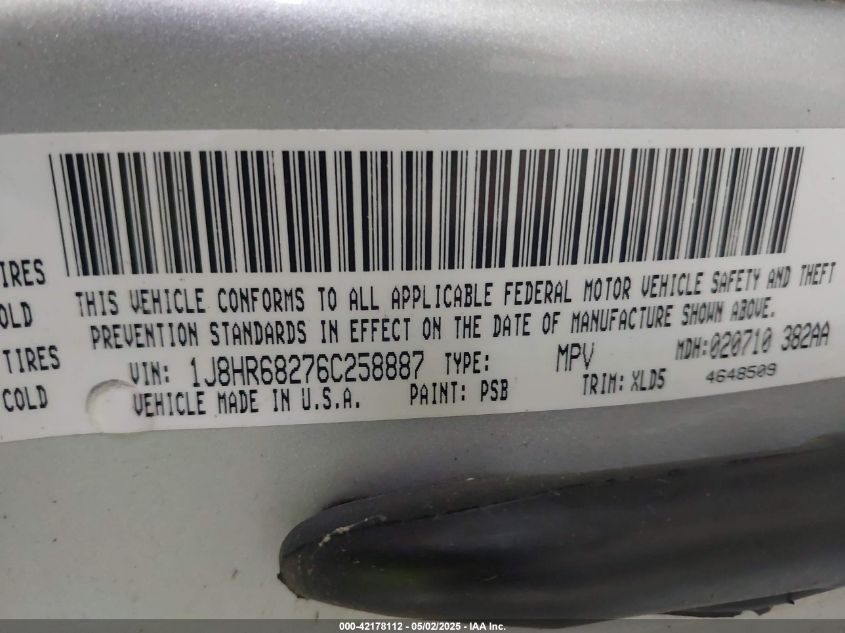 THIS VEHICLE CONFORMS TO ALL APPLICABLE FEDERAL MOTOR VEHICLE SAFETY AND THEFT
PREVENTION STANDARDS IN EFFECT ON THE DATE OF MANUFACTURE SHOWN ABOVE.
VIN: 1J8HR68276C258887 TYPE: MPV MDH:020710 382AA
VEHICLE MADE IN U.S.A. PAINT: PSB TRIM: XLD5 4648509
TIRES
COLD
TIRES
COLD
000-42178112 - 05/02/2025 - IAA Inc.